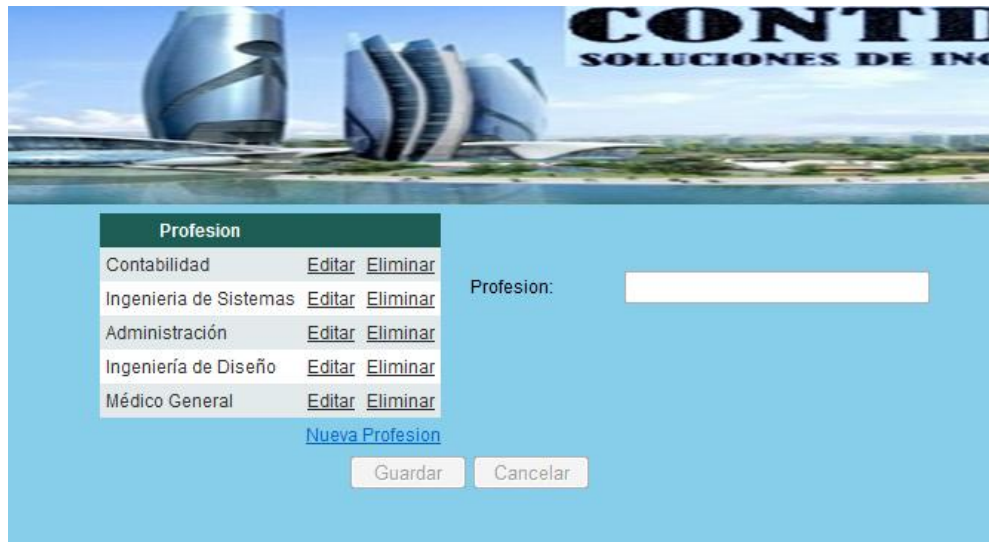 CONT
SOLUCIONES DE
Profesion
Contabilidad Editar Eliminar
Ingenieria de Sistemas Editar Eliminar
Administración Editar Eliminar
Ingeniería de Diseño Editar Eliminar
Médico General Editar Eliminar
Nueva Profesion
Profesion:
Guardar Cancelar